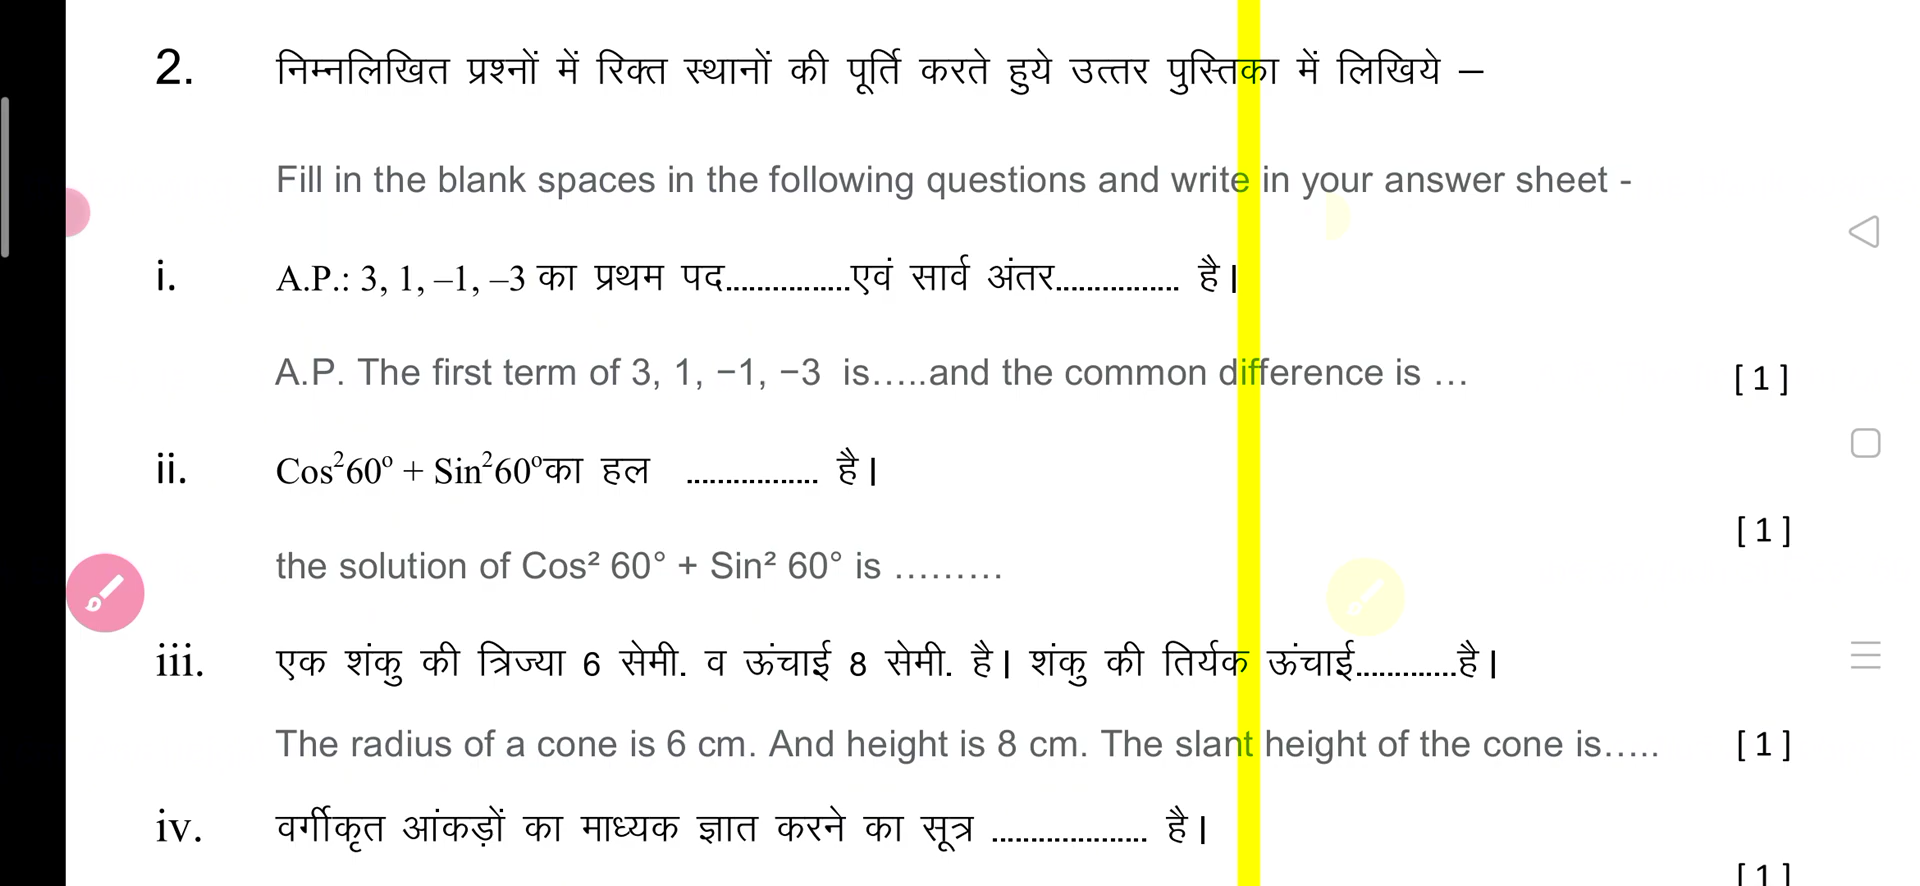 2. निम्नलिखित प्रश्नों में रिक्त स्थानों की पूर्ति करते हुये उत्तर पुस्तिका में लिखिये –
Fill in the blank spaces in the following questions and write in your answer sheet -
i. A.P.: 3, 1, –1, –3 का प्रथम पद................एवं सार्व अंतर................ है।
A.P. The first term of 3, 1, −1, −3 is…..and the common difference is … [1]
ii. Cos²60º + Sin²60ºका हल ................. है।
[1]
the solution of Cos² 60° + Sin² 60° is ………
iii. एक शंकु की त्रिज्या 6 सेमी. व ऊंचाई 8 सेमी. है। शंकु की तिर्यक ऊंचाई.............है।
The radius of a cone is 6 cm. And height is 8 cm. The slant height of the cone is….. [1]
iv. वर्गीकृत आंकड़ों का माध्यक ज्ञात करने का सूत्र .................... है।
[1]